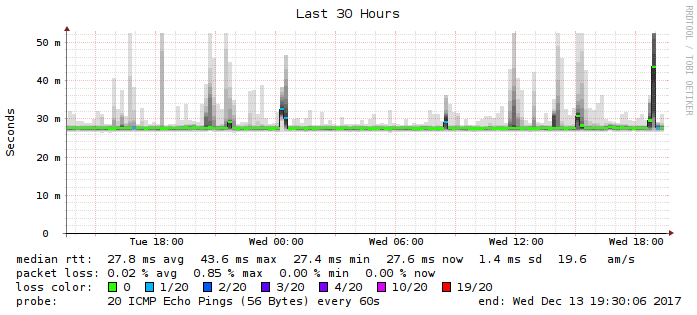 Last 30 Hours
RRDTOOL / TOBI OETIKER
Seconds
50 m
40 m
30 m
20 m
10 m
0
Tue 18:00 Wed 00:00 Wed 06:00 Wed 12:00 Wed 18:00
median rtt: 27.8 ms avg 43.6 ms max 27.4 ms min 27.6 ms now 1.4 ms sd 19.6 am/s
packet loss: 0.02 % avg 0.85 % max 0.00 % min 0.00 % now
loss color: 0 1/20 2/20 3/20 4/20 10/20 19/20
probe: 20 ICMP Echo Pings (56 Bytes) every 60s end: Wed Dec 13 19:30:06 2017